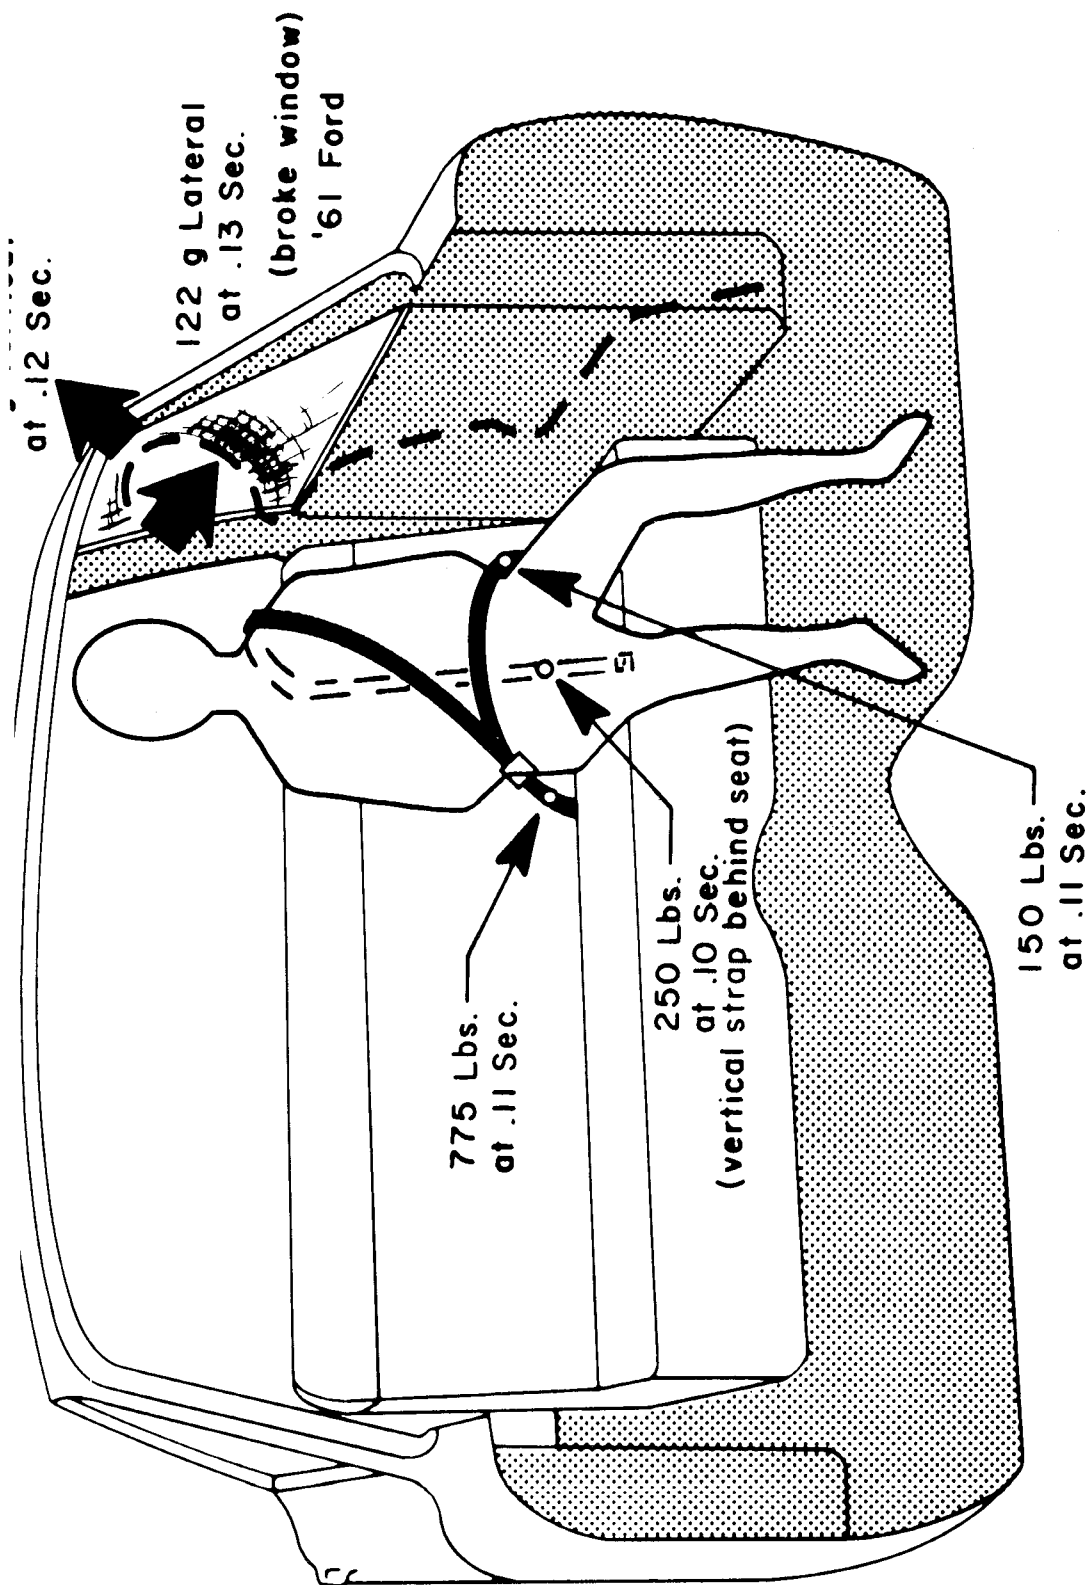 at .12 Sec.
122 g Lateral
at .13 Sec.
(broke window)
'61 Ford
775 Lbs.
at .11 Sec.
250 Lbs.
at .10 Sec.
(vertical strap behind seat)
150 Lbs.
at .11 Sec.